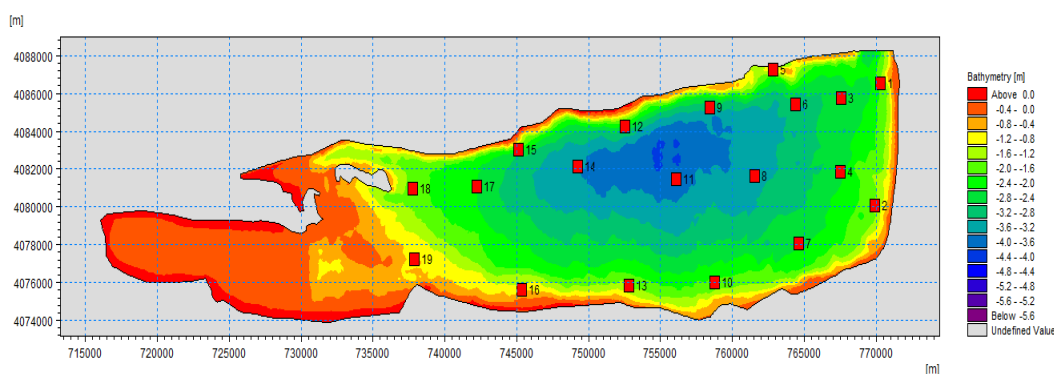 [m]
4088000
4086000
4084000
4082000
4080000
4078000
4076000
4074000
5
1
6
3
9
12
15
14
11
8
4
18
17
2
7
19
16
13
10
715000 720000 725000 730000 735000 740000 745000 750000 755000 760000 765000 770000
[m]
Bathymetry [m]
Above 0.0
-0.4 - 0.0
-0.8 - -0.4
-1.2 - -0.8
-1.6 - -1.2
-2.0 - -1.6
-2.4 - -2.0
-2.8 - -2.4
-3.2 - -2.8
-3.6 - -3.2
-4.0 - -3.6
-4.4 - -4.0
-4.8 - -4.4
-5.2 - -4.8
-5.6 - -5.2
Below -5.6
Undefined Value